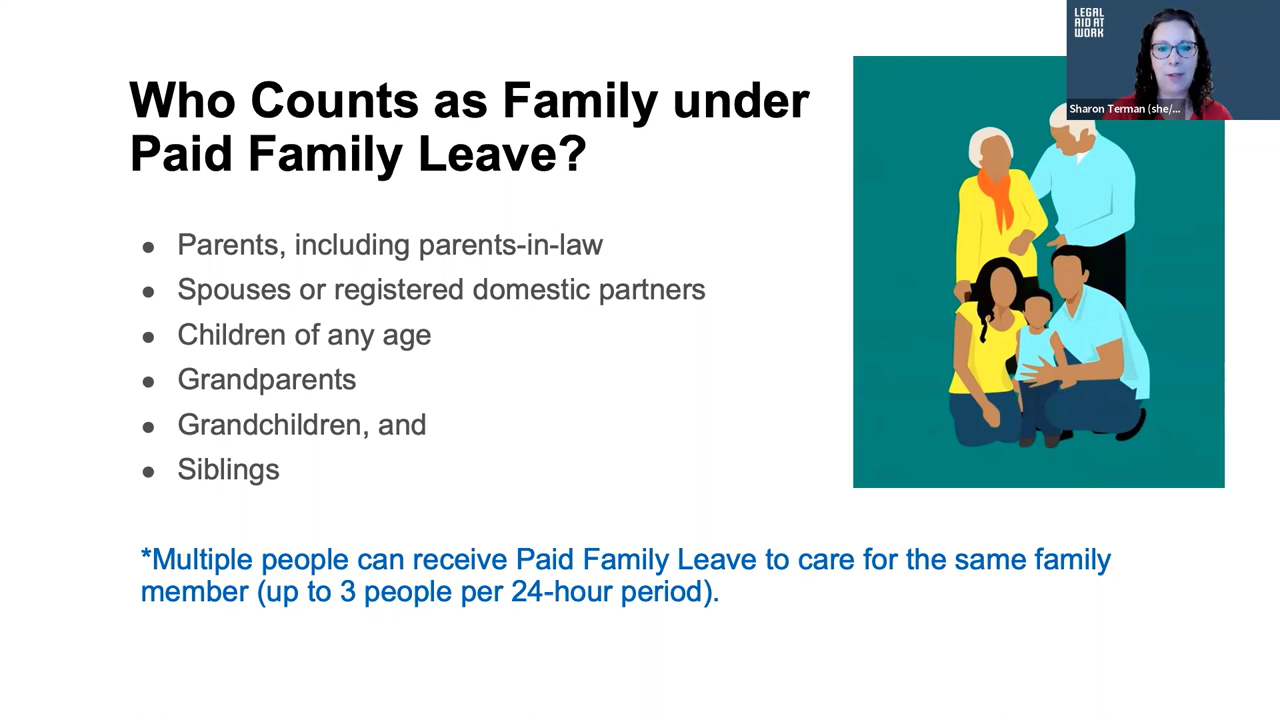 Who Counts as Family under
Paid Family Leave?
● Parents, including parents-in-law
● Spouses or registered domestic partners
● Children of any age
● Grandparents
● Grandchildren, and
● Siblings
*Multiple people can receive Paid Family Leave to care for the same family
member (up to 3 people per 24-hour period).
LEGAL
AID AT
WORK
Sharon Terman (she/...